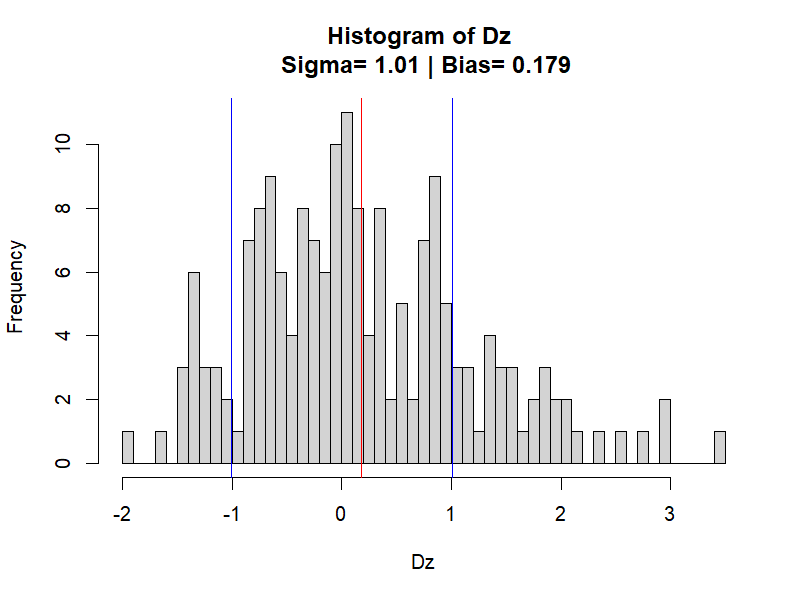 Histogram of Dz
Sigma= 1.01 | Bias= 0.179
Frequency
10
8
6
4
2
0
-2 -1 0 1 2 3
Dz